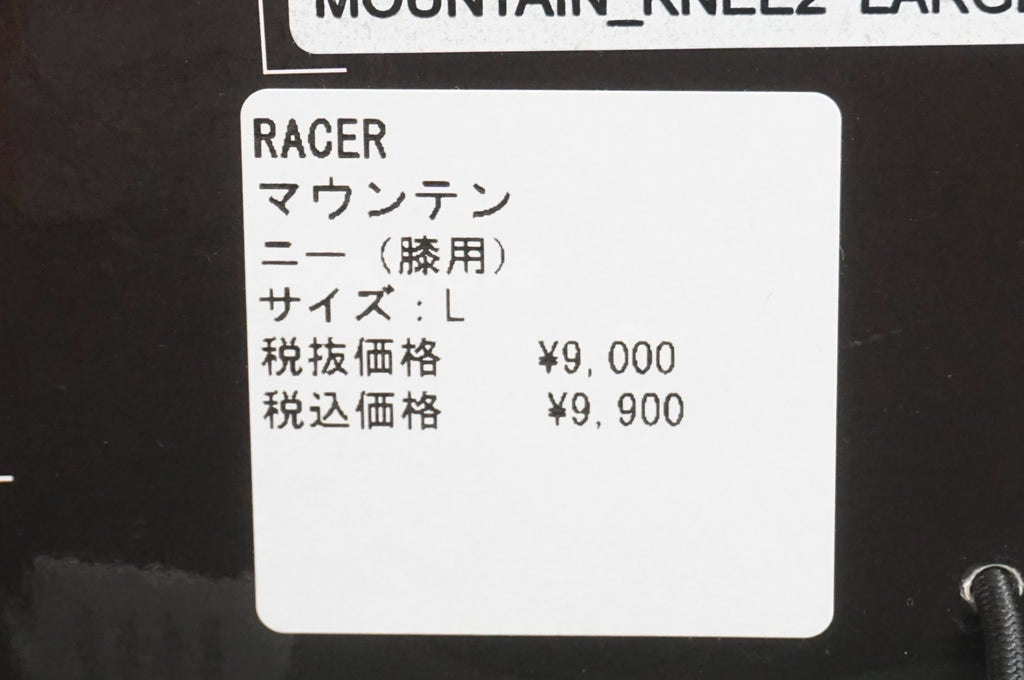 MOUNTAIN_KNEE2 LARGE
RACER
マウンテン
ニー（膝用）
サイズ：L
税抜価格 ¥9,000
税込価格 ¥9,900